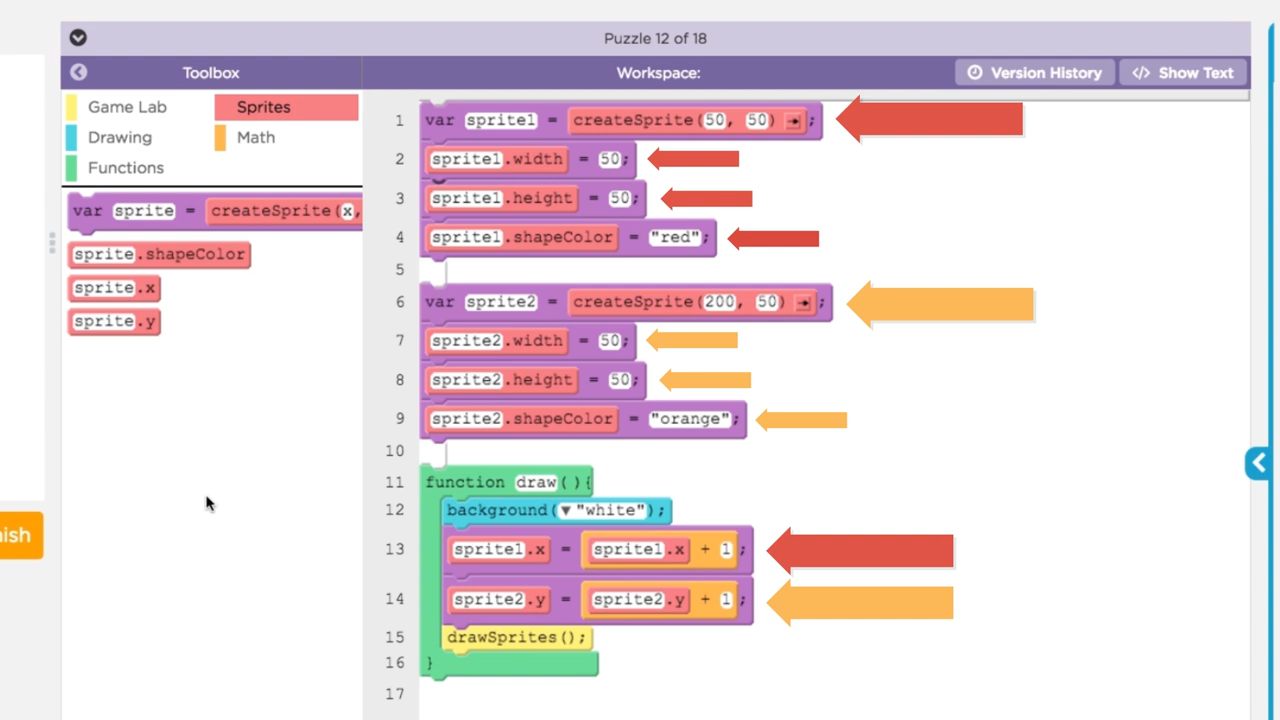 Puzzle 12 of 18
Toolbox
Workspace:
Version History
</> Show Text
Game Lab
Sprites
Drawing
Math
Functions
var sprite = createSprite(x,
sprite.shapeColor
sprite.x
sprite.y
1 var sprite1 = createSprite(50, 50);
2 sprite1.width = 50;
3 sprite1.height = 50;
4 sprite1.shapeColor = "red";
5
6 var sprite2 = createSprite(200, 50);
7 sprite2.width = 50;
8 sprite2.height = 50;
9 sprite2.shapeColor = "orange";
10
11 function draw(){
12 background("white");
13 sprite1.x = sprite1.x + 1;
14 sprite2.y = sprite2.y + 1;
15 drawSprites();
16 }
17